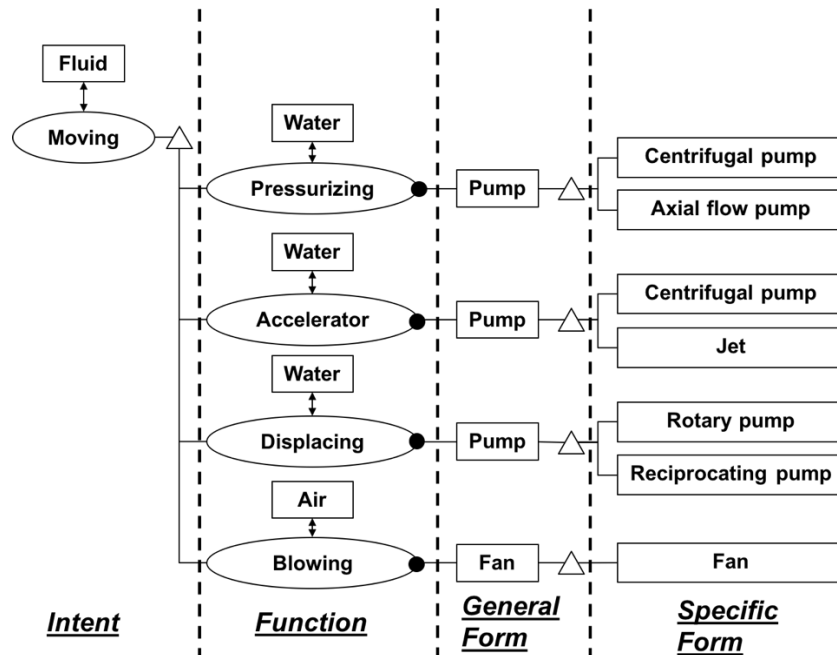 Fluid
Moving
Water
Pressurizing
Pump
Centrifugal pump
Axial flow pump
Water
Accelerator
Pump
Centrifugal pump
Jet
Water
Displacing
Pump
Rotary pump
Reciprocating pump
Air
Blowing
Fan
Fan
Intent
Function
General
Form
Specific
Form